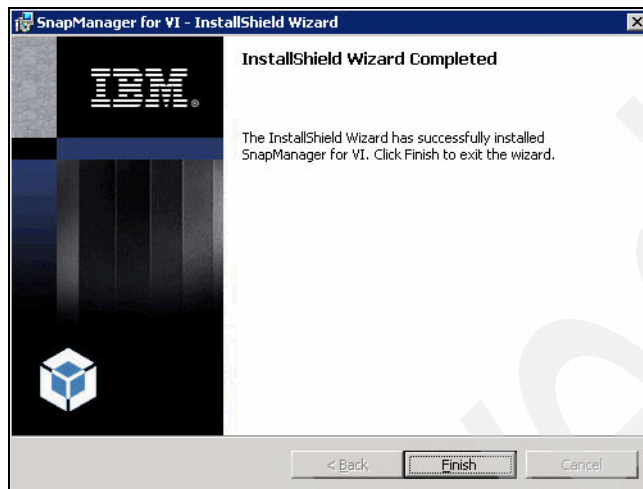 SnapManager for VI - InstallShield Wizard
IBM®
InstallShield Wizard Completed
The InstallShield Wizard has successfully installed
SnapManager for VI. Click Finish to exit the wizard.
< Back
Finish
Cancel